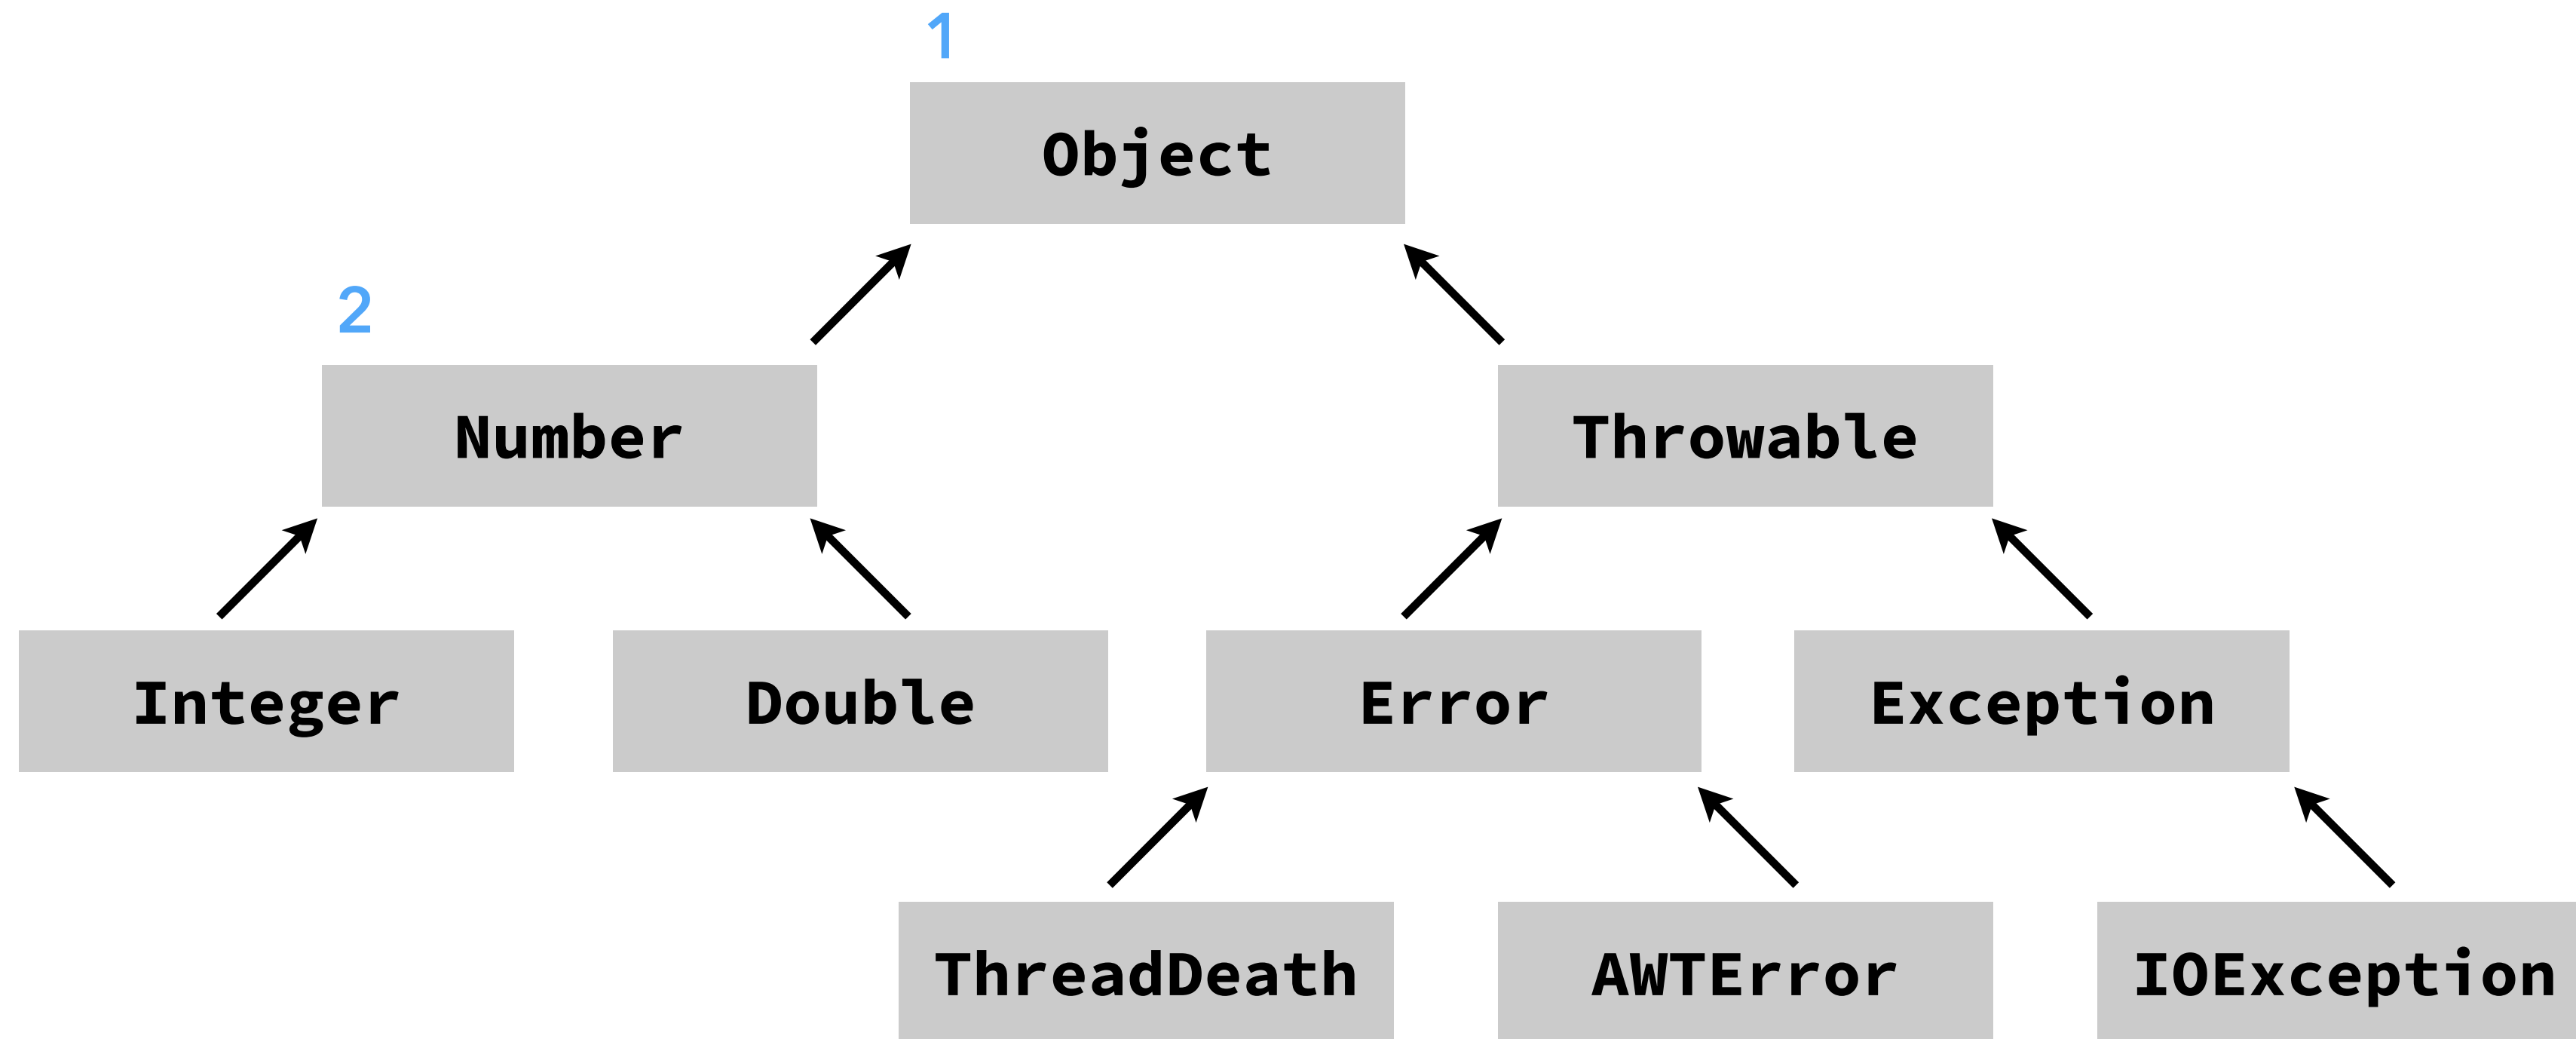 1
Object
2
Number
Throwable
Integer
Double
Error
Exception
ThreadDeath
AWTError
IOException